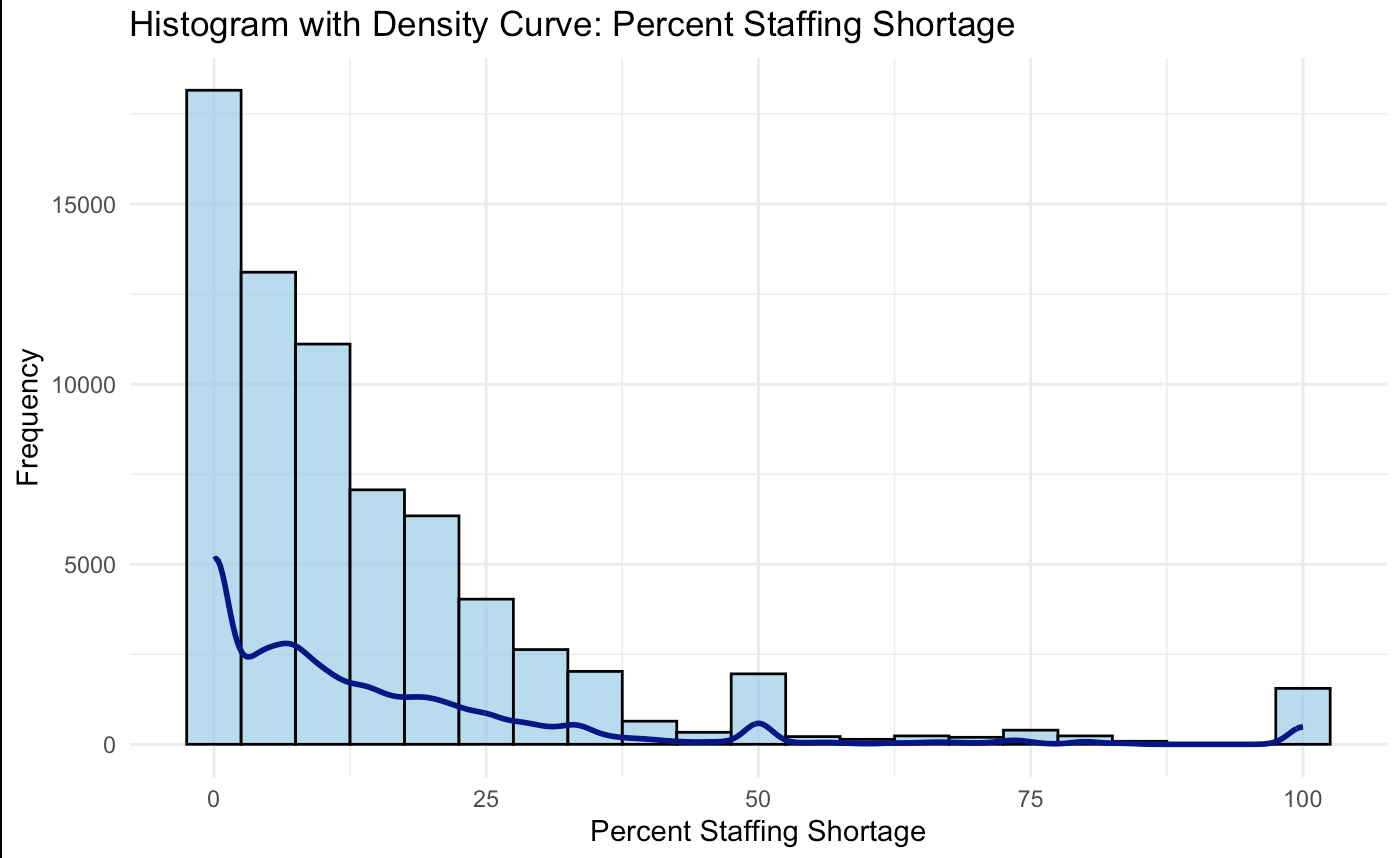 Histogram with Density Curve: Percent Staffing Shortage
15000
10000
5000
0
Frequency
0 25 50 75 100
Percent Staffing Shortage